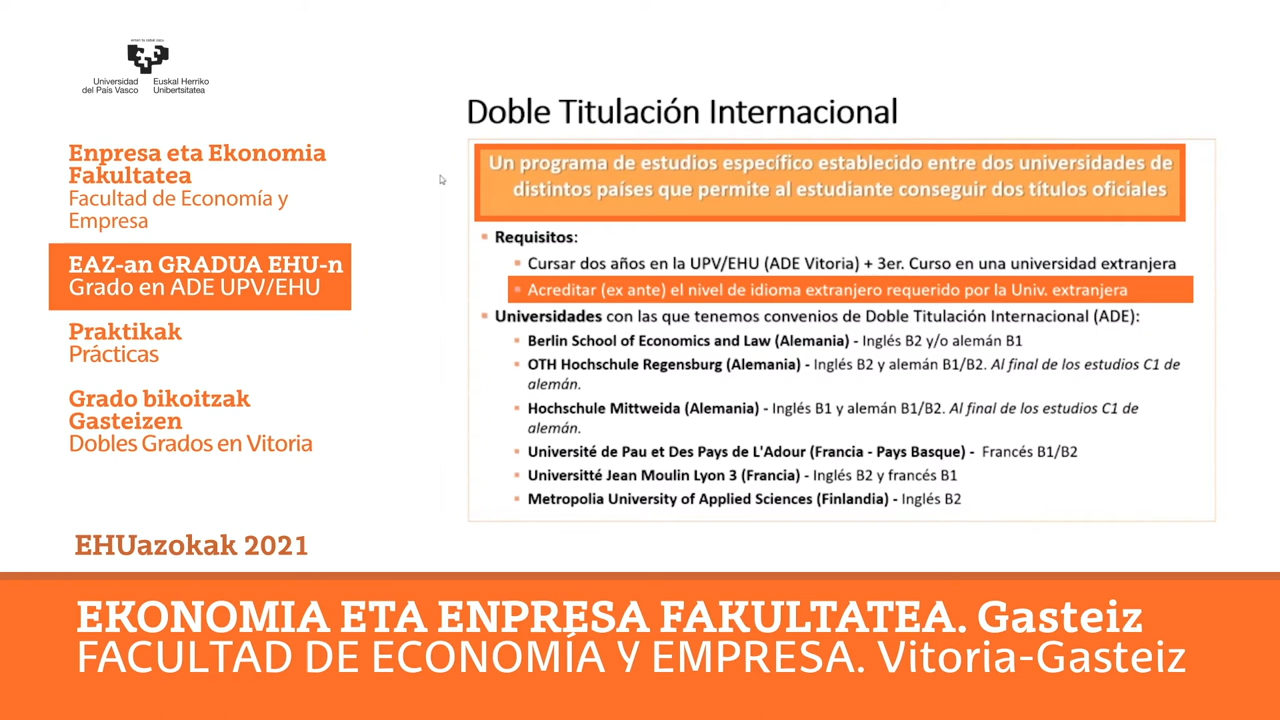 Universidad
del País Vasco
Euskal Herriko
Unibertsitatea
Enpresa eta Ekonomia
Fakultatea
Facultad de Economía y
Empresa
EAZ-an GRADUA EHU-n
Grado en ADE UPV/EHU
Praktikak
Prácticas
Grado bikoitzak
Gasteizen
Dobles Grados en Vitoria
EHUazokak 2021
Doble Titulación Internacional
Un programa de estudios específico establecido entre dos universidades de
distintos países que permite al estudiante conseguir dos títulos oficiales
Requisitos:
Cursar dos años en la UPV/EHU (ADE Vitoria) + 3er. Curso en una universidad extranjera
Acreditar (ex ante) el nivel de idioma extranjero requerido por la Univ. extranjera
Universidades con las que tenemos convenios de Doble Titulación Internacional (ADE):
Berlin School of Economics and Law (Alemania) - Inglés B2 y/o alemán B1
OTH Hochschule Regensburg (Alemania) - Inglés B2 y alemán B1/B2. Al final de los estudios C1 de
alemán.
Hochschule Mittweida (Alemania) - Inglés B1 y alemán B1/B2. Al final de los estudios C1 de
alemán.
Université de Pau et Des Pays de L'Adour (Francia - Pays Basque) - Francés B1/B2
Universitté Jean Moulin Lyon 3 (Francia) - Inglés B2 y francés B1
Metropolia University of Applied Sciences (Finlandia) - Inglés B2
EKONOMIA ETA ENPRESA FAKULTATEA. Gasteiz
FACULTAD DE ECONOMÍA Y EMPRESA. Vitoria-Gasteiz